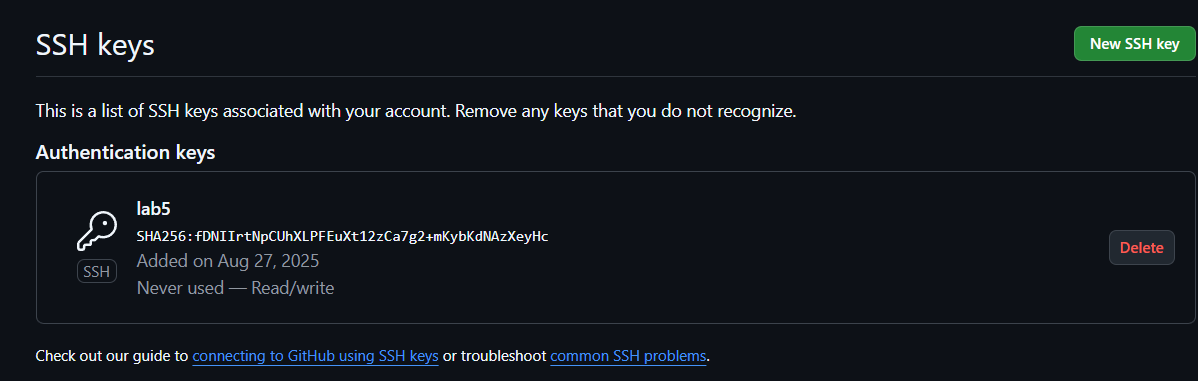 SSH keys
New SSH key
This is a list of SSH keys associated with your account. Remove any keys that you do not recognize.
Authentication keys
lab5
SHA256:fDNIIrtNpCUhXLPFEuXt12zCa7g2+mKybKdNAzXeyHc
Added on Aug 27, 2025
SSH
Never used — Read/write
Delete
Check out our guide to connecting to GitHub using SSH keys or troubleshoot common SSH problems.